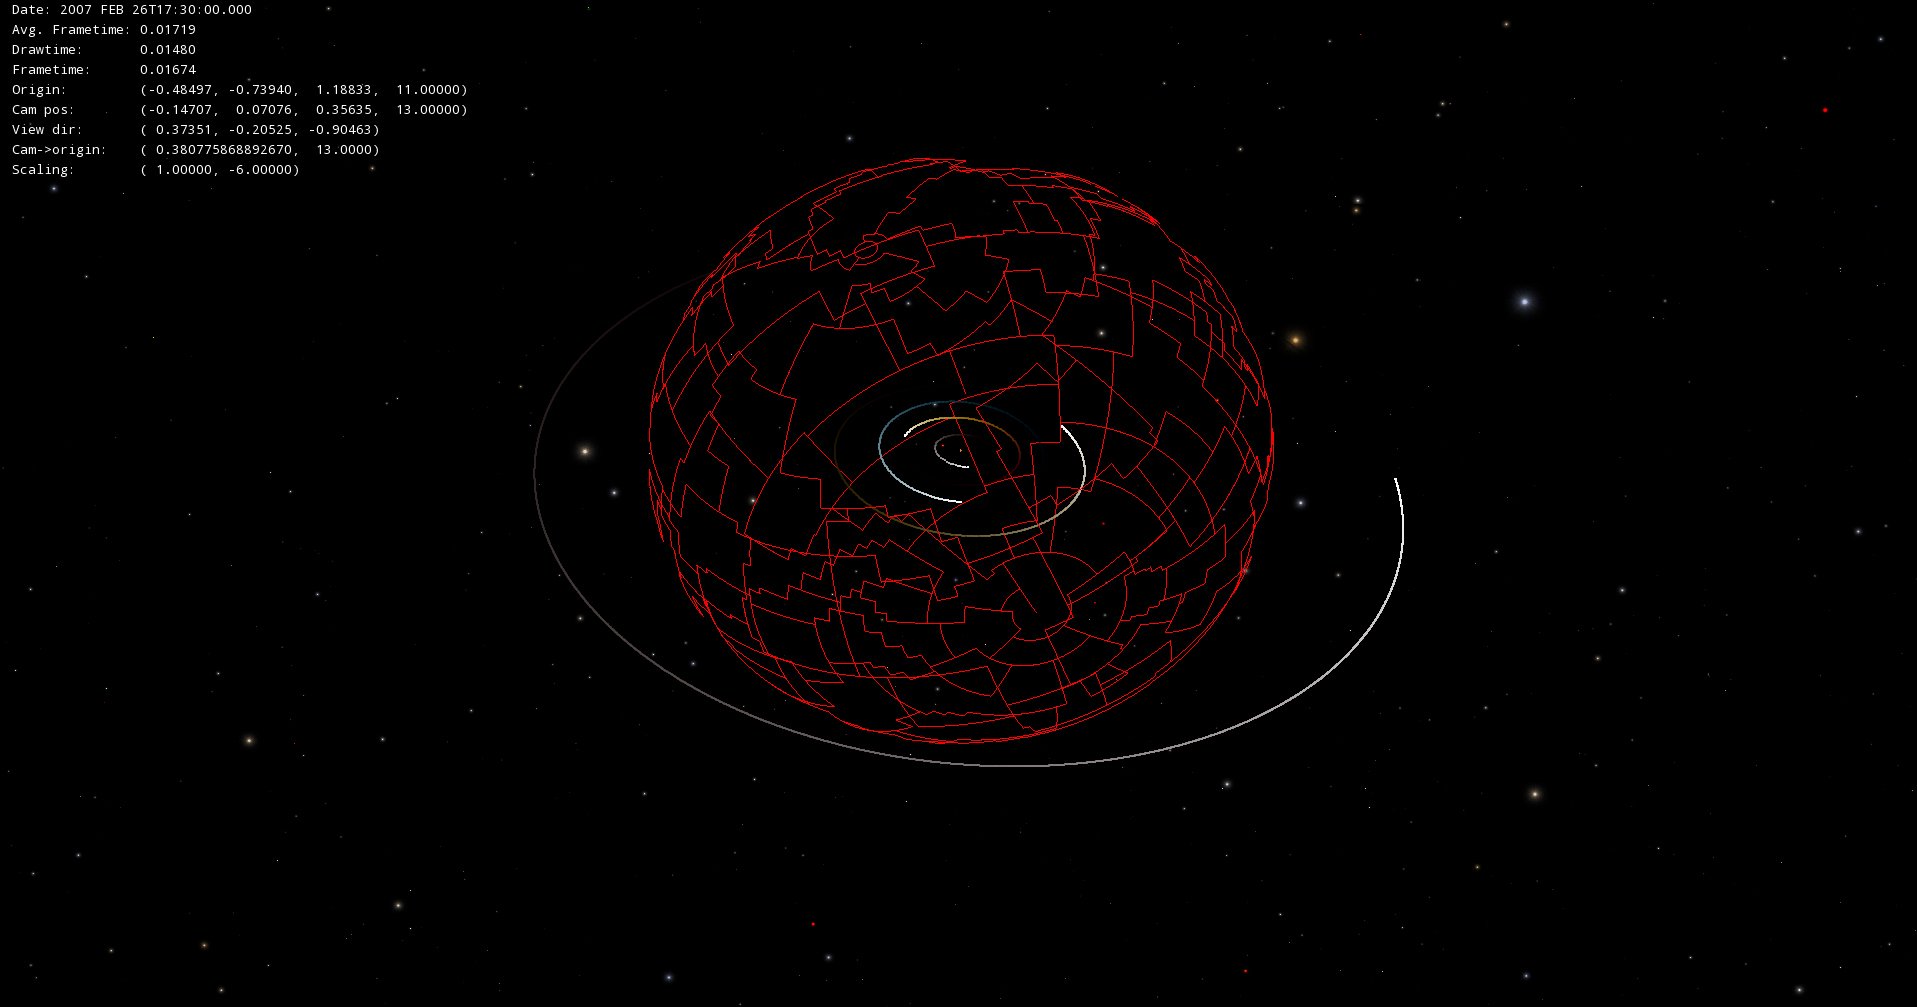 Date: 2007 FEB 26T17:30:00.000
Avg. Frametime: 0.01719
Drawtime: 0.01480
Frametime: 0.01674
Origin: (-0.48497, -0.73940, 1.18833, 11.00000)
Cam pos: (-0.14707, 0.07076, 0.35635, 13.00000)
View dir: ( 0.37351, -0.20525, -0.90463)
Cam->origin: ( 0.380775868892670, 13.0000)
Scaling: ( 1.00000, -6.00000)